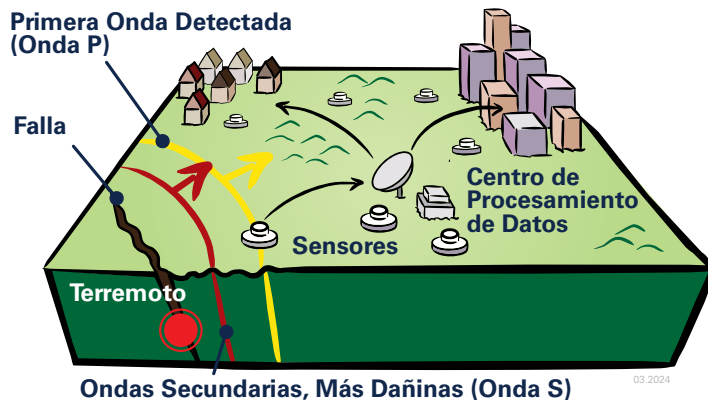 Primera Onda Detectada
(Onda P)
Falla
Centro de
Procesamiento
de Datos
Sensores
Terremoto
03.2024
Ondas Secundarias, Más Dañinas (Onda S)